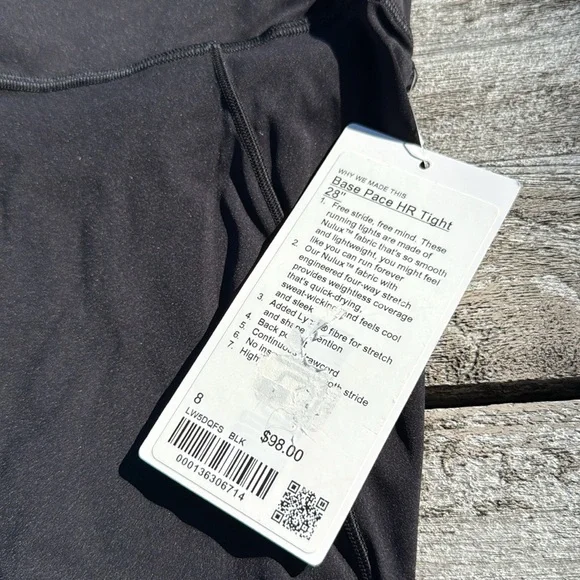 WHY WE MADE THIS
Base Pace HR Tight
28"
1. Free stride, free mind. These
running tights are made of
Nulux™ fabric that's so smooth
and lightweight, you might feel
like you can run forever
2. Our Nulux™ fabric with
engineered four-way stretch
provides weightless coverage
that's quick-drying,
sweat-wicking and feels cool
and sleek
3. Added Ly ® fibre for stretch
and shape
4. Back
5. Continuous drawcord
6. No
7. High stride
8
LW5DQFS BLK
$98.00
000136306714